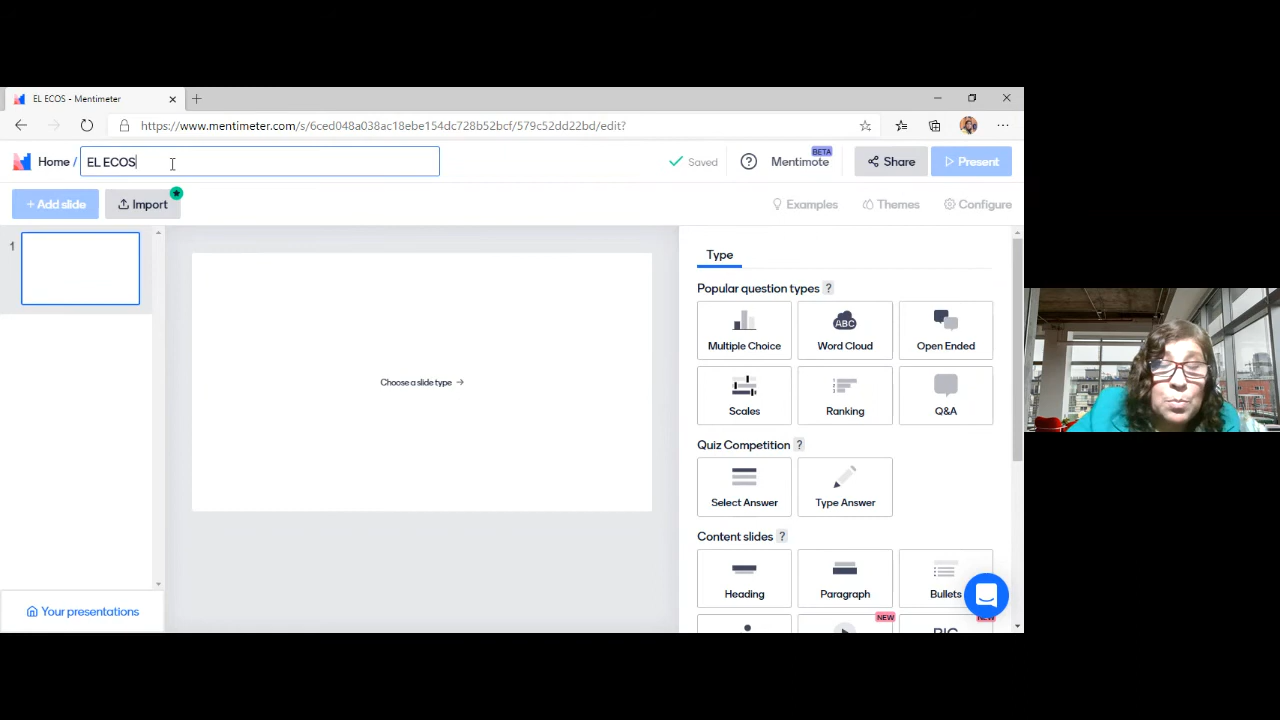 EL ECOS - Mentimeter
https://www.mentimeter.com/s/6ced048a038ac18ebe154dc728b52bcf/579c52dd22bd/edit?
Home / EL ECOS Saved ? Mentimote BETA Share Present
+ Add slide Import Examples Themes Configure
1
Choose a slide type →
Type
Popular question types ?
ABC
Multiple Choice Word Cloud Open Ended
Scales Ranking Q&A
Quiz Competition ?
Select Answer Type Answer
Content slides ?
Heading Paragraph Bullets
NEW NEW
Your presentations